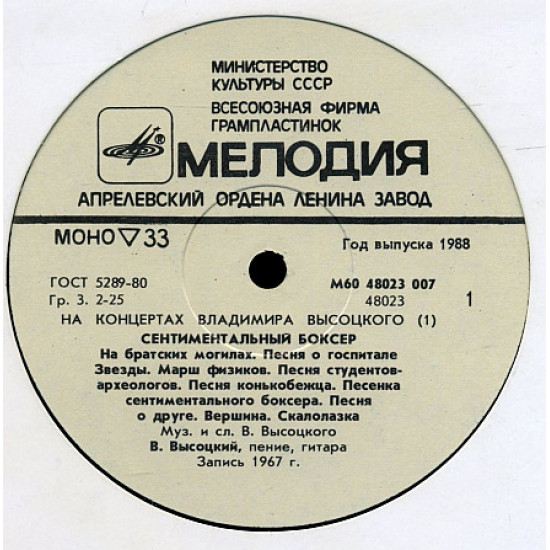 МИНИСТЕРСТВО
КУЛЬТУРЫ СССР
ВСЕСОЮЗНАЯ ФИРМА
ГРАМПЛАСТИНОК
® МЕЛОДИЯ
АПРЕЛЕВСКИЙ ОРДЕНА ЛЕНИНА ЗАВОД
МОНО ▽ 33
Год выпуска 1988
ГОСТ 5289-80
М60 48023 007
Гр. 3. 2-25
48023
1
НА КОНЦЕРТАХ ВЛАДИМИРА ВЫСОЦКОГО (1)
СЕНТИМЕНТАЛЬНЫЙ БОКСЕР
На братских могилах. Песня о госпитале
Звезды. Марш физиков. Песня студентов-
археологов. Песня конькобежца. Песенка
сентиментального боксера. Песня
о друге. Вершина. Скалолазка
Муз. и сл. В. Высоцкого
В. Высоцкий, пение, гитара
Запись 1967 г.